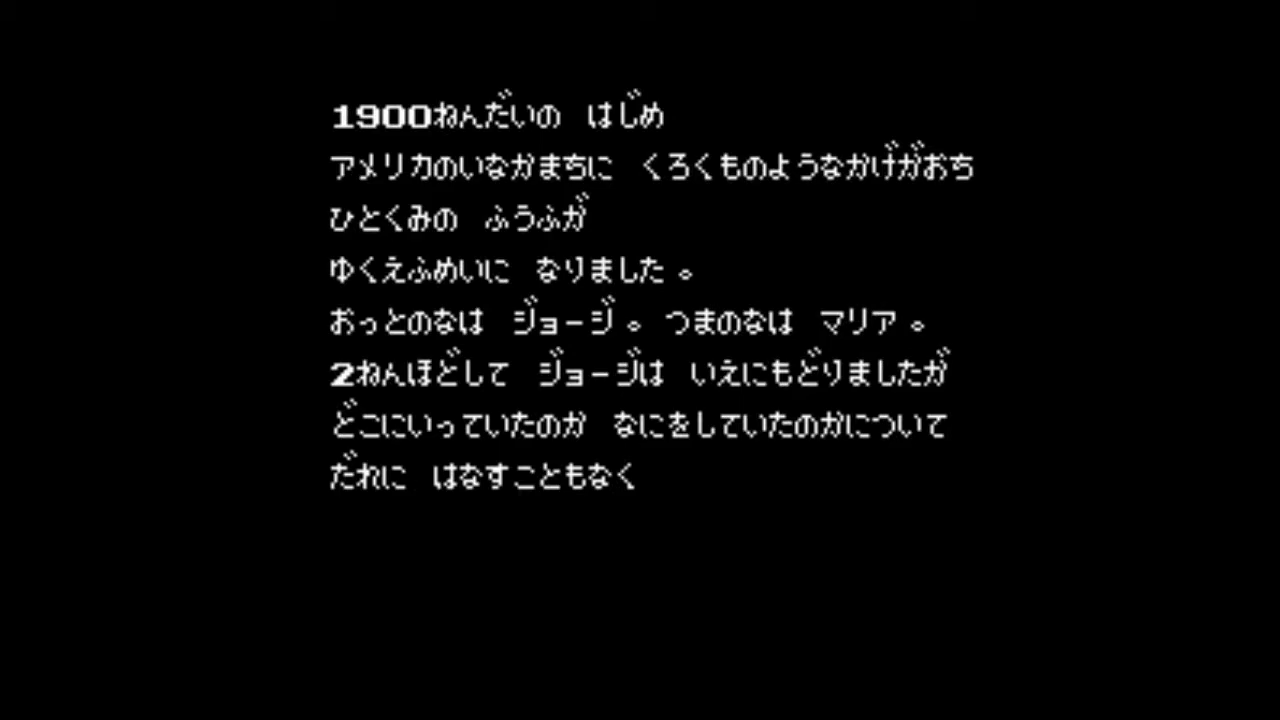 1900ねんだいの　はじめ
アメリカのいなかまちに　くろくものようなかげがおち
ひとくみの　ふうふが
ゆくえふめいに　なりました。
おっとのなは　ジョージ。つまのなは　マリア。
2ねんほどして　ジョージは　いえにもどりましたが
どこにいっていたのか　なにをしていたのかについて
だれに　はなすこともなく